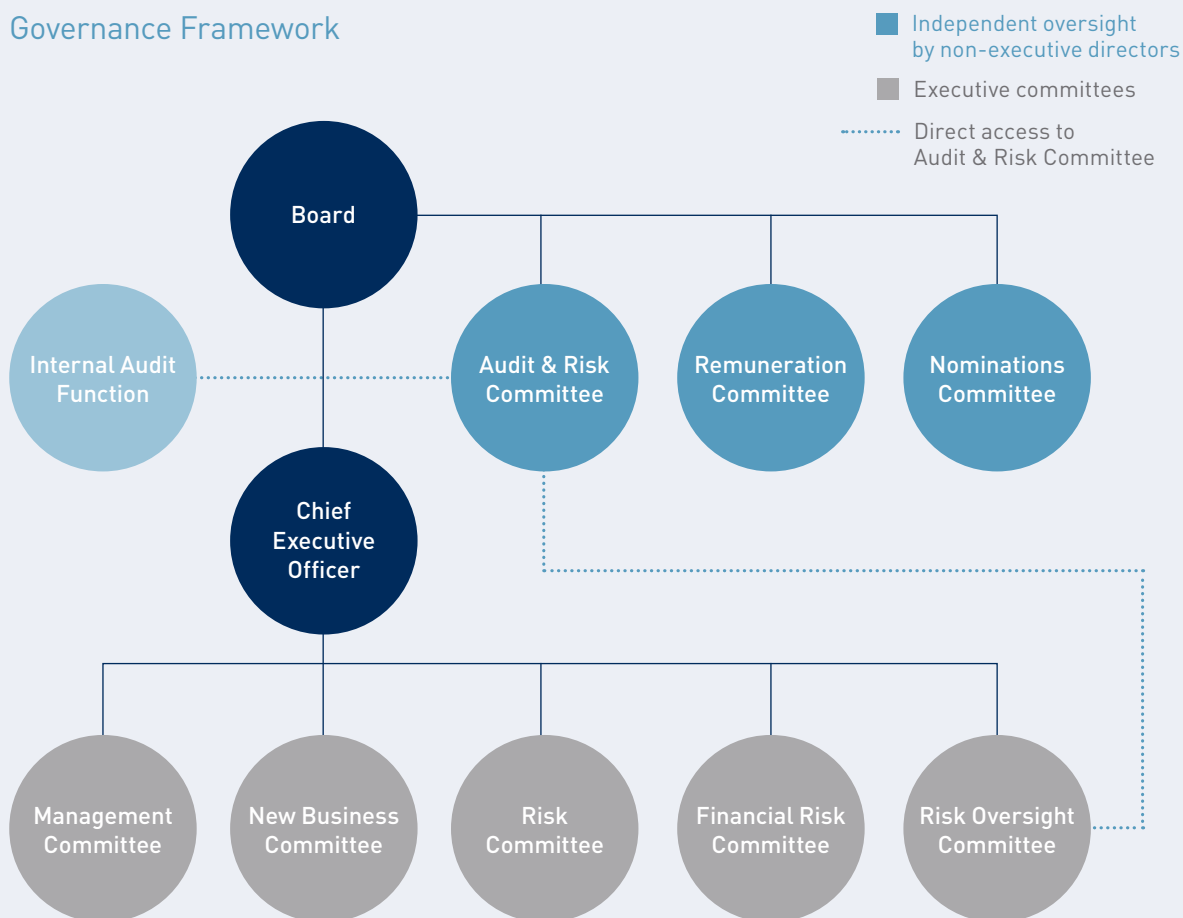 Governance Framework
Independent oversight
by non-executive directors
Executive committees
Direct access to
Audit & Risk Committee
Board
Internal Audit
Function
Audit & Risk
Committee
Remuneration
Committee
Nominations
Committee
Chief
Executive
Officer
Management
Committee
New Business
Committee
Risk
Committee
Financial Risk
Committee
Risk Oversight
Committee